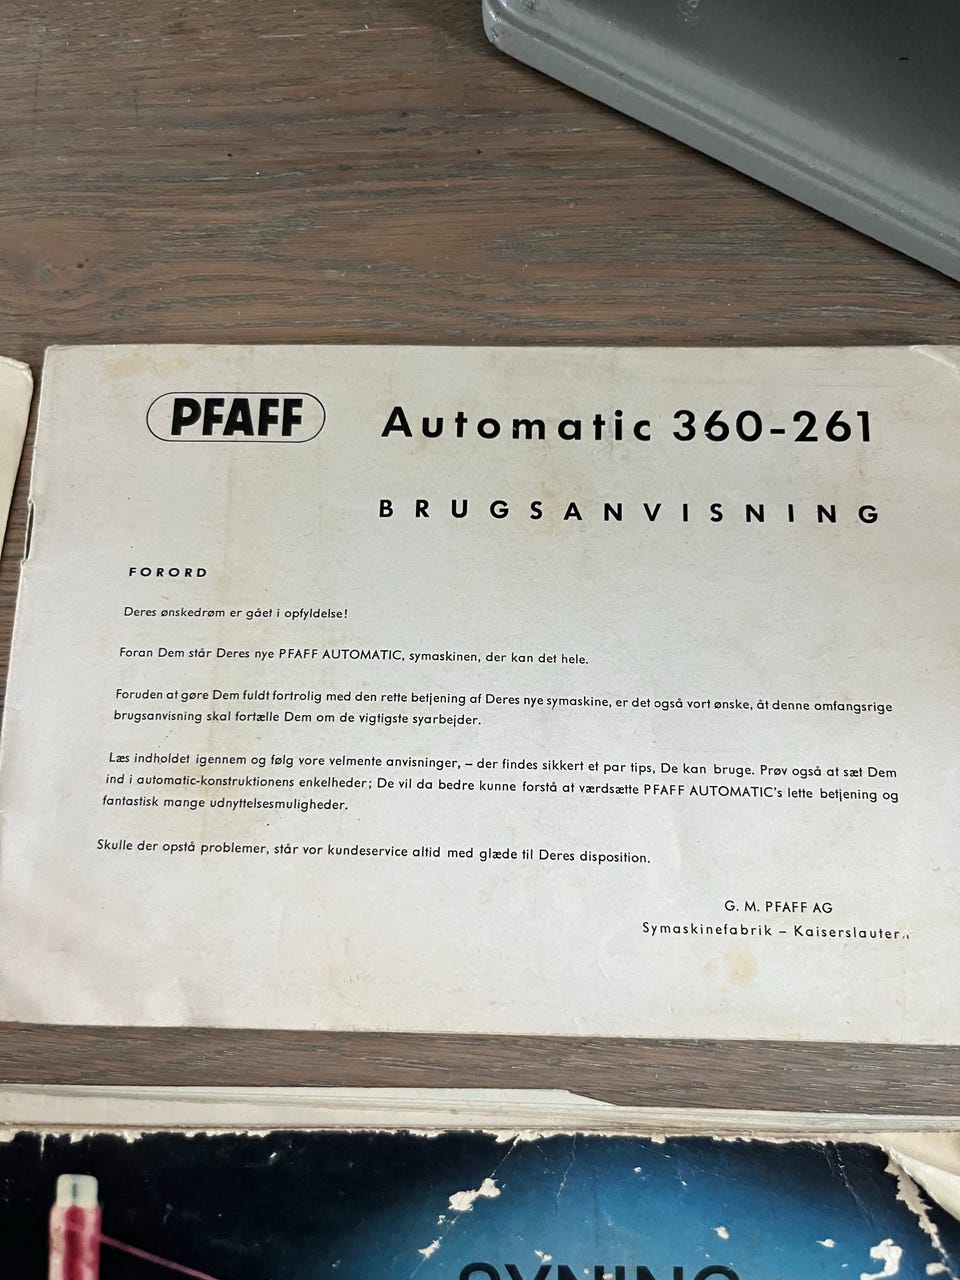 PFAFF
Automatic 360-261
BRUGSANVISNING
FORORD
Deres ønskedrøm er gået i opfyldelse!
Foran Dem står Deres nye PFAFF AUTOMATIC, symaskinen, der kan det hele.
Foruden at gøre Dem fuldt fortrolig med den rette betjening af Deres nye symaskine, er det også vort ønske, åt denne omfangsrige
brugsanvisning skal fortælle Dem om de vigtigste syarbejder.
Læs indholdet igennem og følg vore velmente anvisninger, – der findes sikkert et par tips, De kan bruge. Prøv også at sæt Dem
ind i automatic-konstruktionens enkelheder; De vil da bedre kunne forstå at værdsætte PFAFF AUTOMATIC's lette betjening og
fantastisk mange udnyttelsesmuligheder.
Skulle der opstå problemer, står vor kundeservice altid med glæde til Deres disposition.
G. M. PFAFF AG
Symaskinefabrik – Kaiserslautern
SYNING